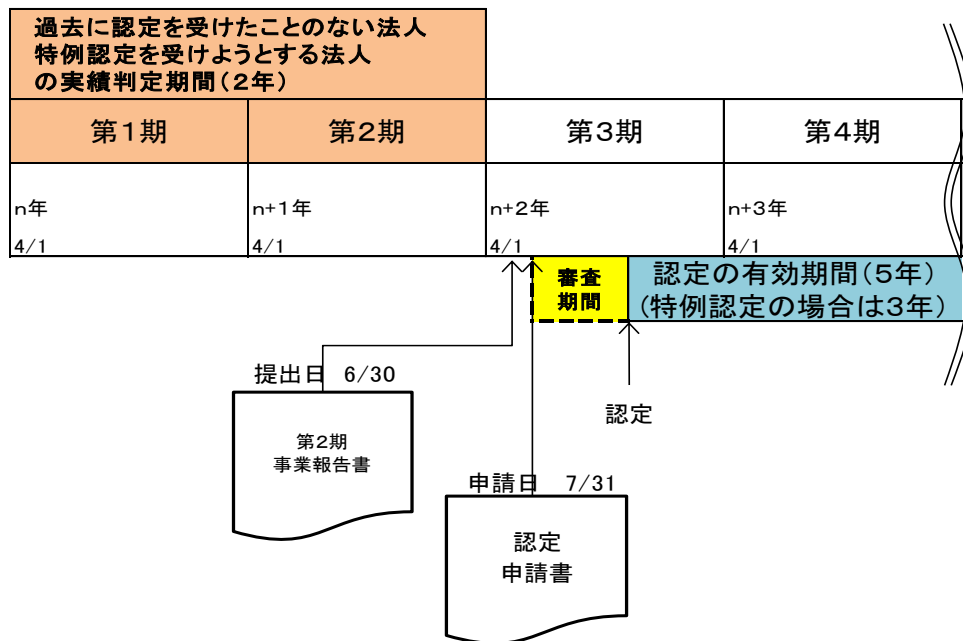 過去に認定を受けたことのない法人
特例認定を受けようとする法人
の実績判定期間(2年)
第1期
第2期
第3期
第4期
n年
n+1年
n+2年
n+3年
4/1
4/1
4/1
4/1
審査
期間
認定の有効期間(5年)
(特例認定の場合は3年)
提出日 6/30
認定
第2期
事業報告書
申請日 7/31
認定
申請書